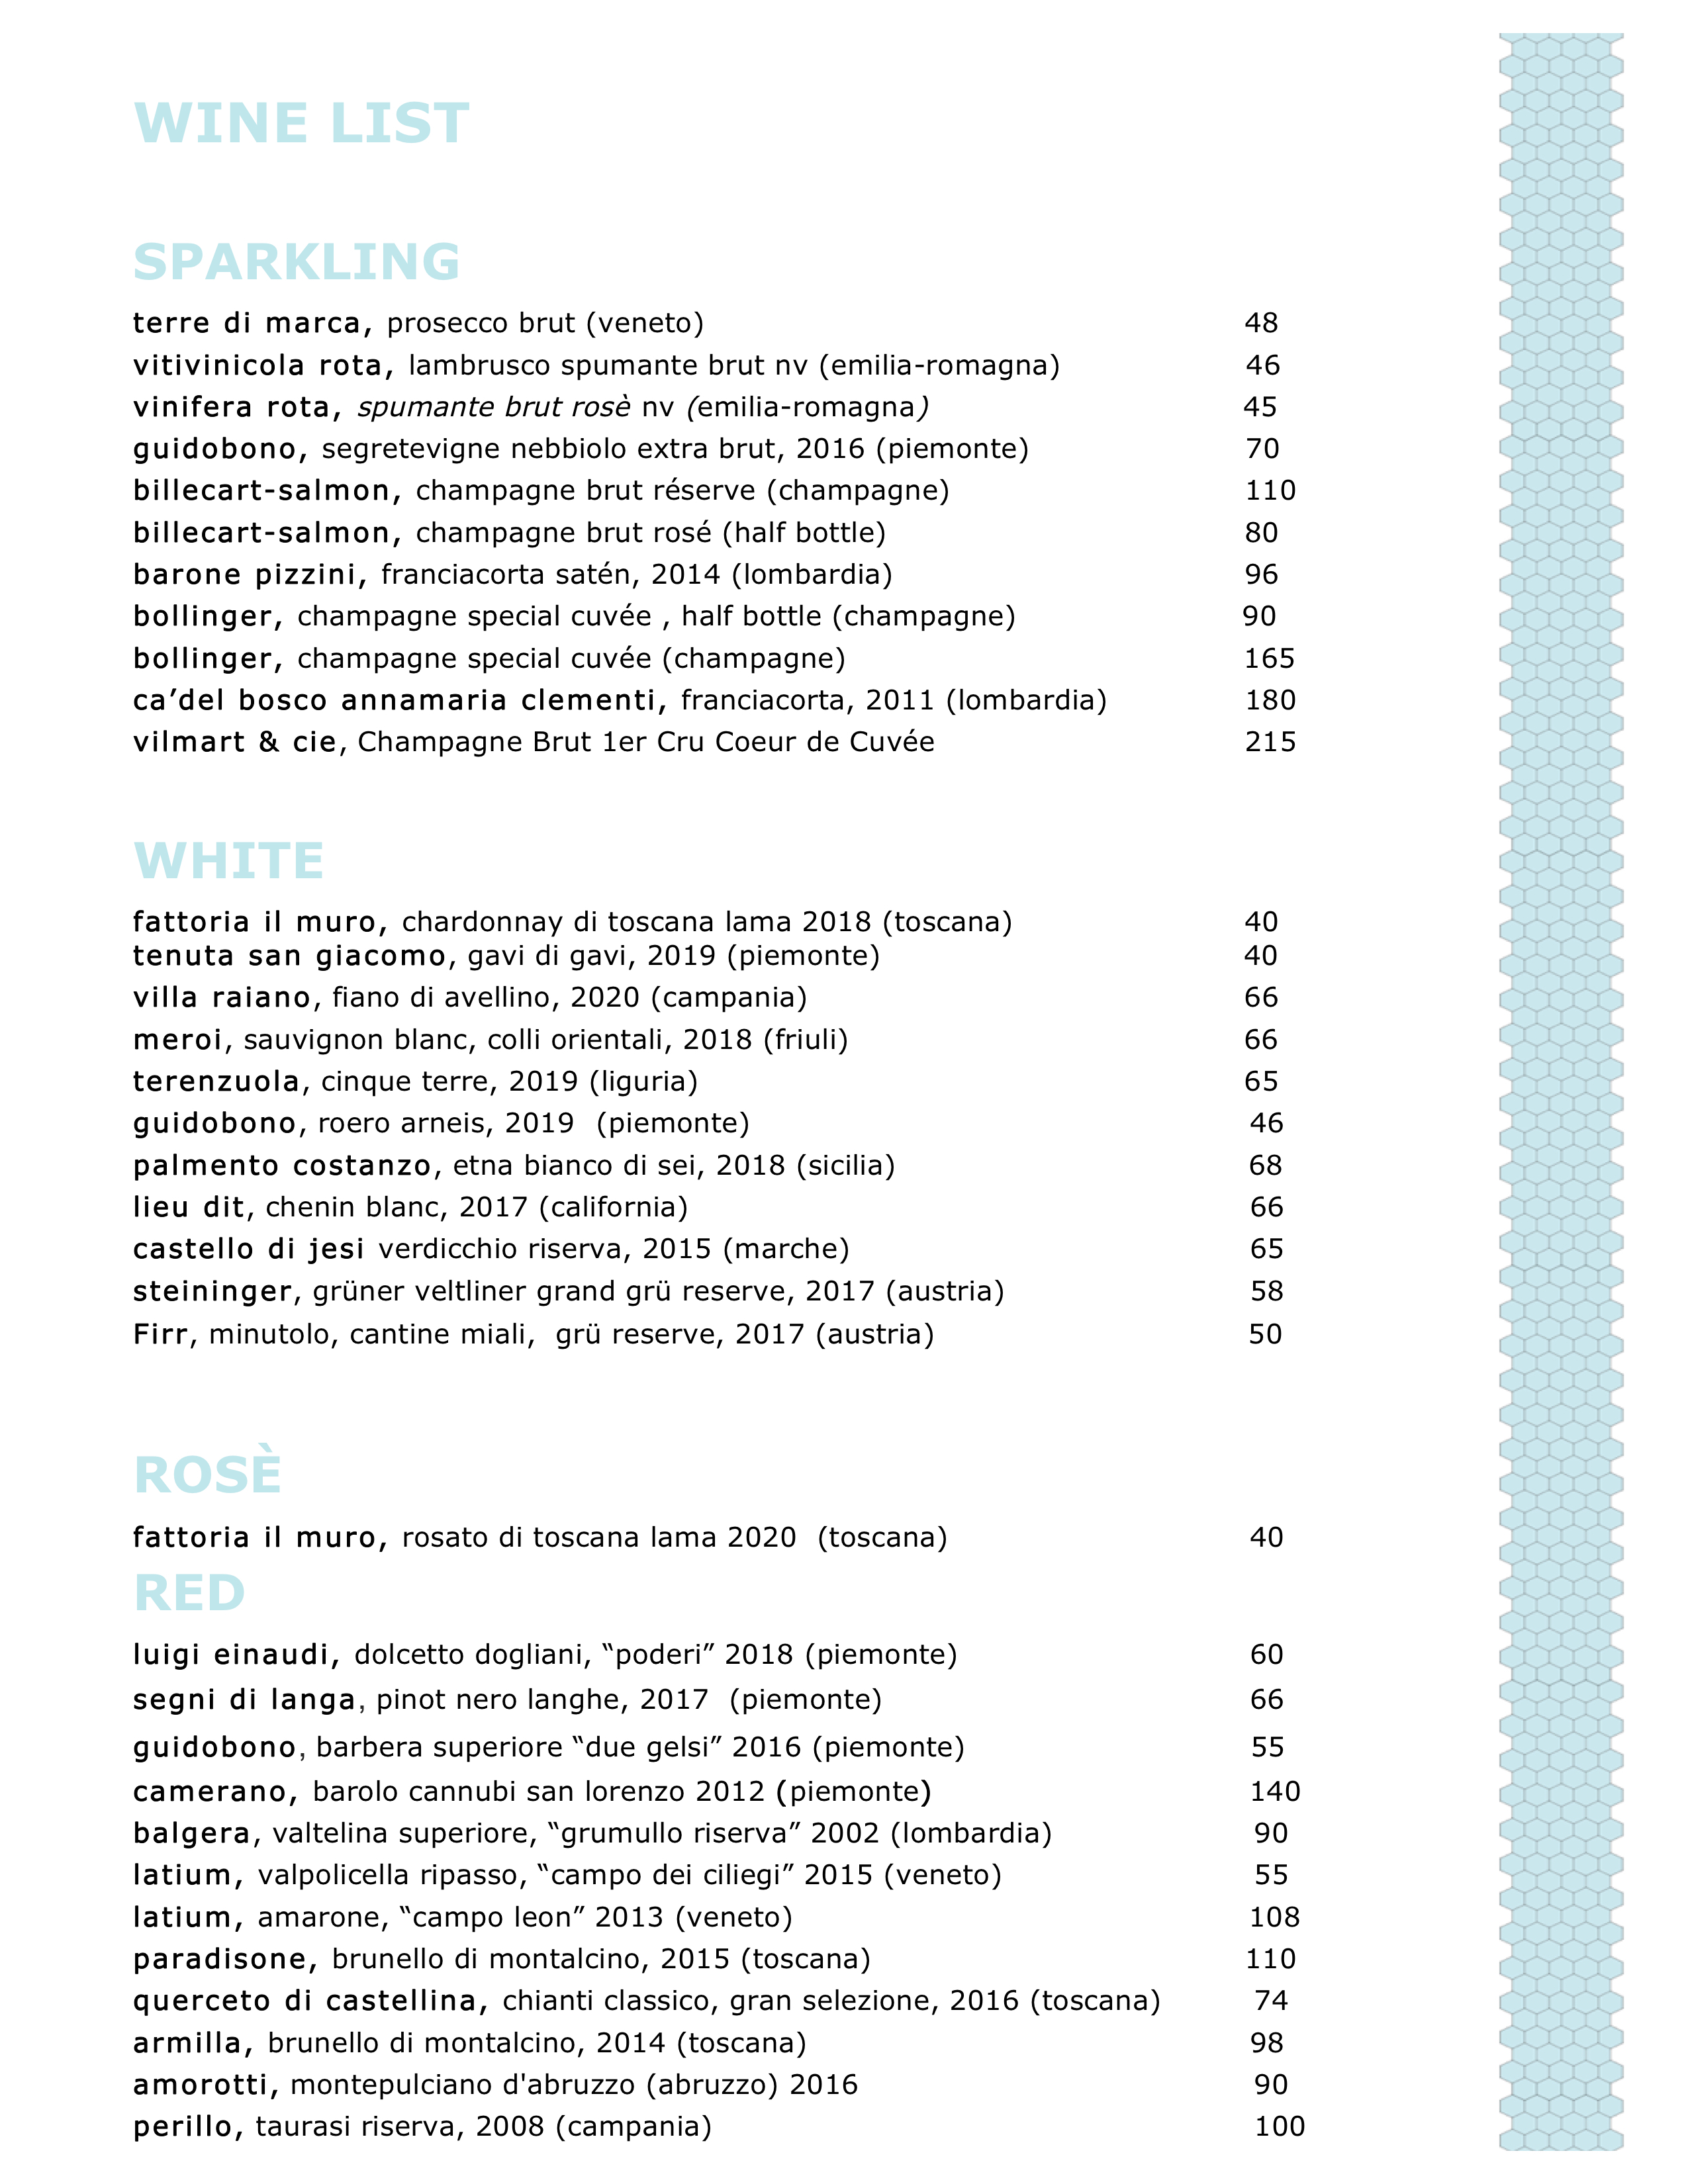 WINE LIST
SPARKLING
terre di marca, prosecco brut (veneto) 48
vitivinicola rota, lambrusco spumante brut nv (emilia-romagna) 46
vinifera rota, spumante brut rosè nv (emilia-romagna) 45
guidobono, segretevigne nebbiolo extra brut, 2016 (piemonte) 70
billecart-salmon, champagne brut réserve (champagne) 110
billecart-salmon, champagne brut rosé (half bottle) 80
barone pizzini, franciacorta satén, 2014 (lombardia) 96
bollinger, champagne special cuvée , half bottle (champagne) 90
bollinger, champagne special cuvée (champagne) 165
ca’del bosco annamaria clementi, franciacorta, 2011 (lombardia) 180
vilmart & cie, Champagne Brut 1er Cru Coeur de Cuvée 215
WHITE
fattoria il muro, chardonnay di toscana lama 2018 (toscana) 40
tenuta san giacomo, gavi di gavi, 2019 (piemonte) 40
villa raiano, fiano di avellino, 2020 (campania) 66
meroi, sauvignon blanc, colli orientali, 2018 (friuli) 66
terenzuola, cinque terre, 2019 (liguria) 65
guidobono, roero arneis, 2019 (piemonte) 46
palmento costanzo, etna bianco di sei, 2018 (sicilia) 68
lieu dit, chenin blanc, 2017 (california) 66
castello di jesi verdicchio riserva, 2015 (marche) 65
steininger, grüner veltliner grand grü reserve, 2017 (austria) 58
Firr, minutolo, cantine miali, grü reserve, 2017 (austria) 50
ROSÈ
fattoria il muro, rosato di toscana lama 2020 (toscana) 40
RED
luigi einaudi, dolcetto dogliani, “poderi” 2018 (piemonte) 60
segni di langa, pinot nero langhe, 2017 (piemonte) 66
guidobono, barbera superiore “due gelsi” 2016 (piemonte) 55
camerano, barolo cannubi san lorenzo 2012 (piemonte) 140
balgera, valtelina superiore, “grumullo riserva” 2002 (lombardia) 90
latium, valpolicella ripasso, “campo dei ciliegi” 2015 (veneto) 55
latium, amarone, “campo leon” 2013 (veneto) 108
paradisone, brunello di montalcino, 2015 (toscana) 110
querceto di castellina, chianti classico, gran selezione, 2016 (toscana) 74
armilla, brunello di montalcino, 2014 (toscana) 98
amorotti, montepulciano d'abruzzo (abruzzo) 2016 90
perillo, taurasi riserva, 2008 (campania) 100